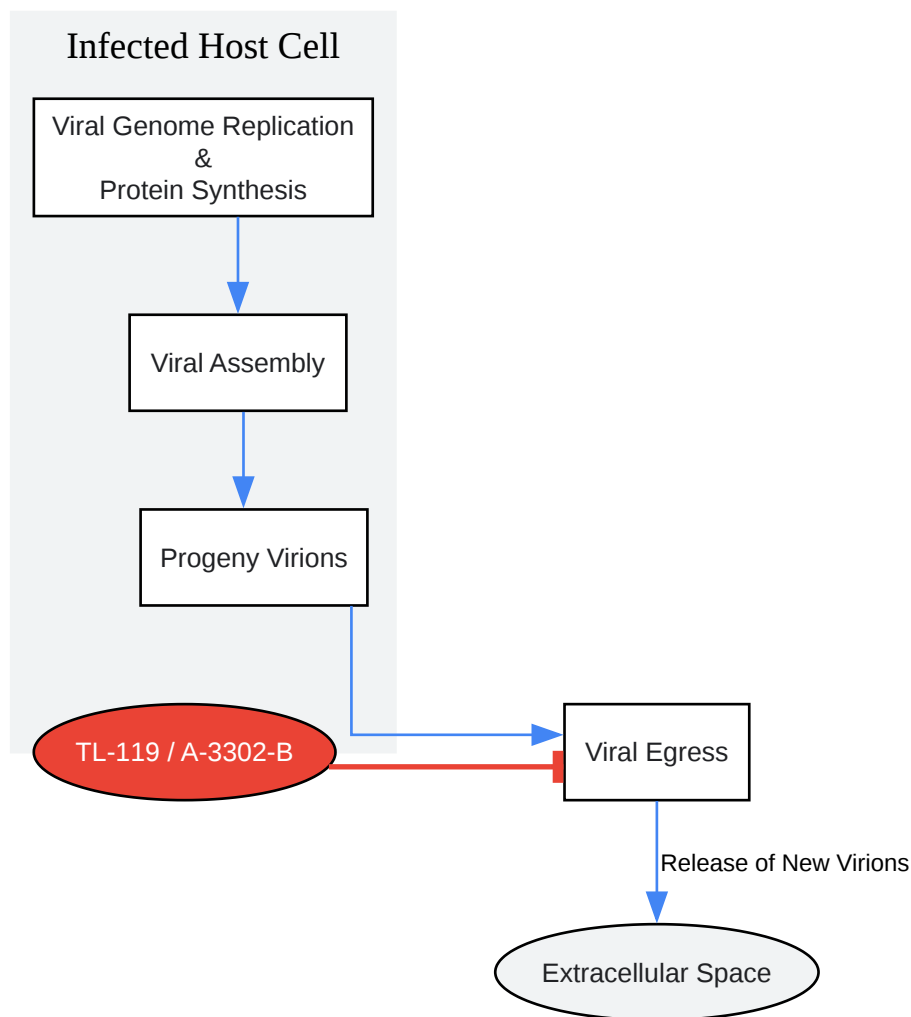 Infected Host Cell
Viral Genome Replication
&
Protein Synthesis
Viral Assembly
Progeny Virions
TL-119 / A-3302-B
Viral Egress
Release of New Virions
Extracellular Space